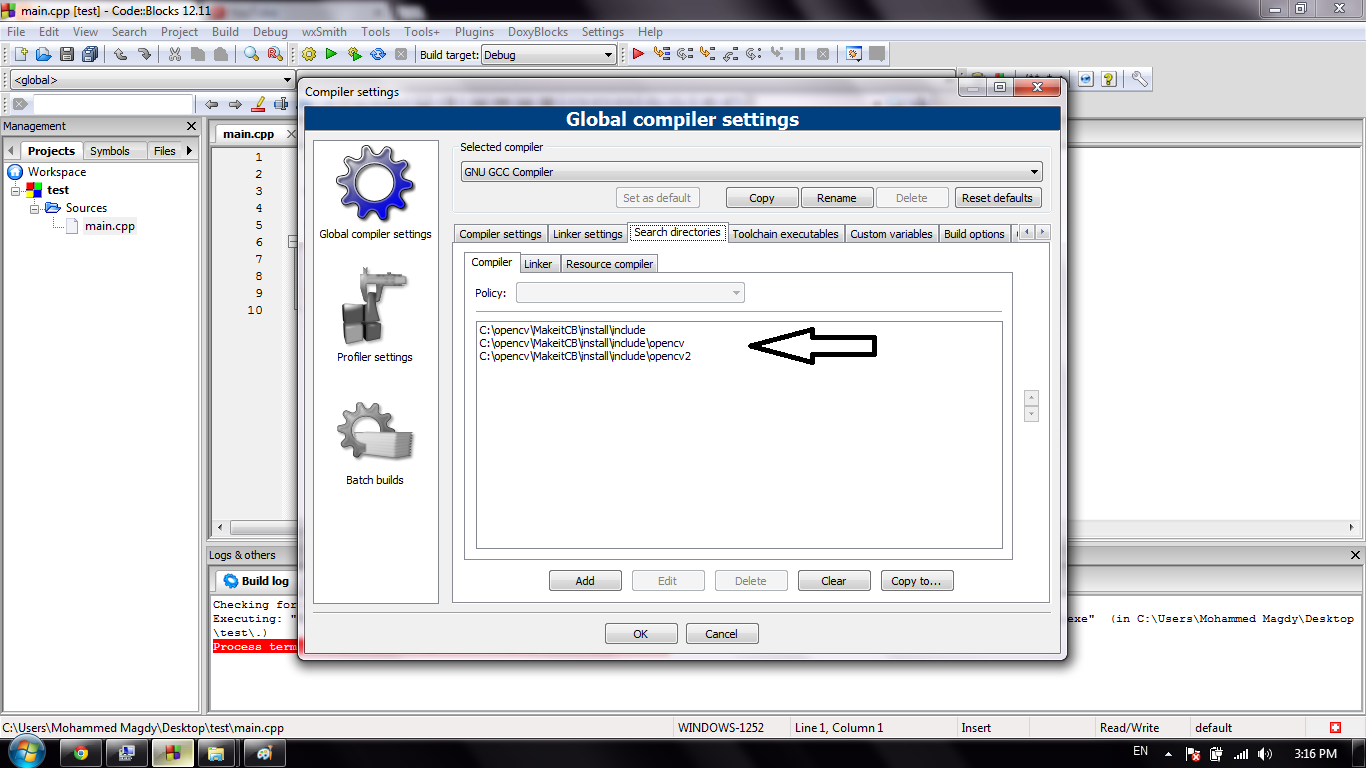 main.cpp [test] - Code::Blocks 12.11
File Edit View Search Project Build Debug wxSmith Tools Tools+ Plugins DoxyBlocks Settings Help
Build target: Debug
<global>
Compiler settings
Global compiler settings
Management
Projects Symbols Files
Workspace
test
Sources
main.cpp
main.cpp
1
2
3
4
5
6
7
8
9
10
Global compiler settings
Profiler settings
Batch builds
Selected compiler
GNU GCC Compiler
Set as default Copy Rename Delete Reset defaults
Compiler settings Linker settings Search directories Toolchain executables Custom variables Build options
Compiler Linker Resource compiler
Policy:
C:\opencv\MakeitCB\install\include
C:\opencv\MakeitCB\install\include\opencv
C:\opencv\MakeitCB\install\include\opencv2
Add Edit Delete Clear Copy to...
OK Cancel
Logs & others
Build log
Checking for
Executing: " exe" (in C:\Users\Mohammed Magdy\Desktop
\test\.)
Process term
C:\Users\Mohammed Magdy\Desktop\test\main.cpp WINDOWS-1252 Line 1, Column 1 Insert Read/Write default
EN 3:16 PM